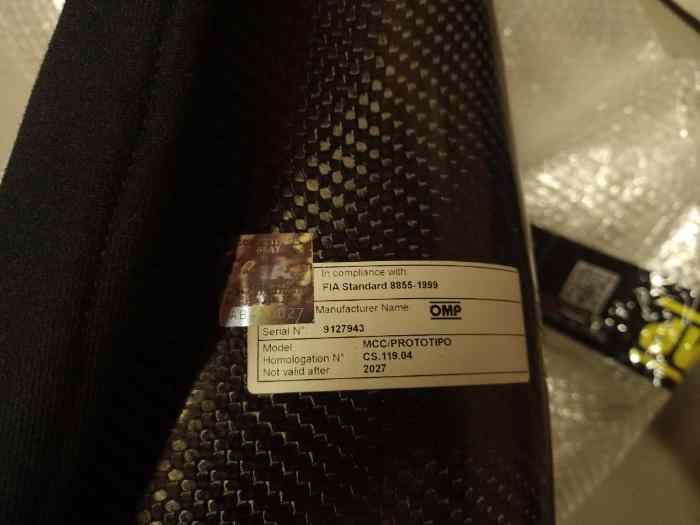 In compliance with:
FIA Standard 8855-1999
Manufacturer Name:
OMP
Serial N° 9127943
Model MCC/PROTOTIPO
Homologation N° CS.119.04
Not valid after 2027